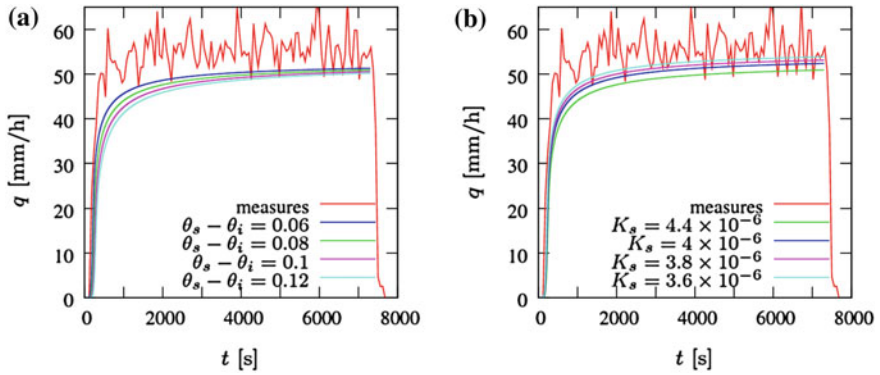 (a)
60
50
40
30
20
10
0
q [mm/h]
measures
θs − θi = 0.06
θs − θi = 0.08
θs − θi = 0.1
θs − θi = 0.12
0 2000 4000 6000 8000
t [s]
(b)
60
50
40
30
20
10
0
q [mm/h]
measures
Ks = 4.4 × 10−6
Ks = 4 × 10−6
Ks = 3.8 × 10−6
Ks = 3.6 × 10−6
0 2000 4000 6000 8000
t [s]